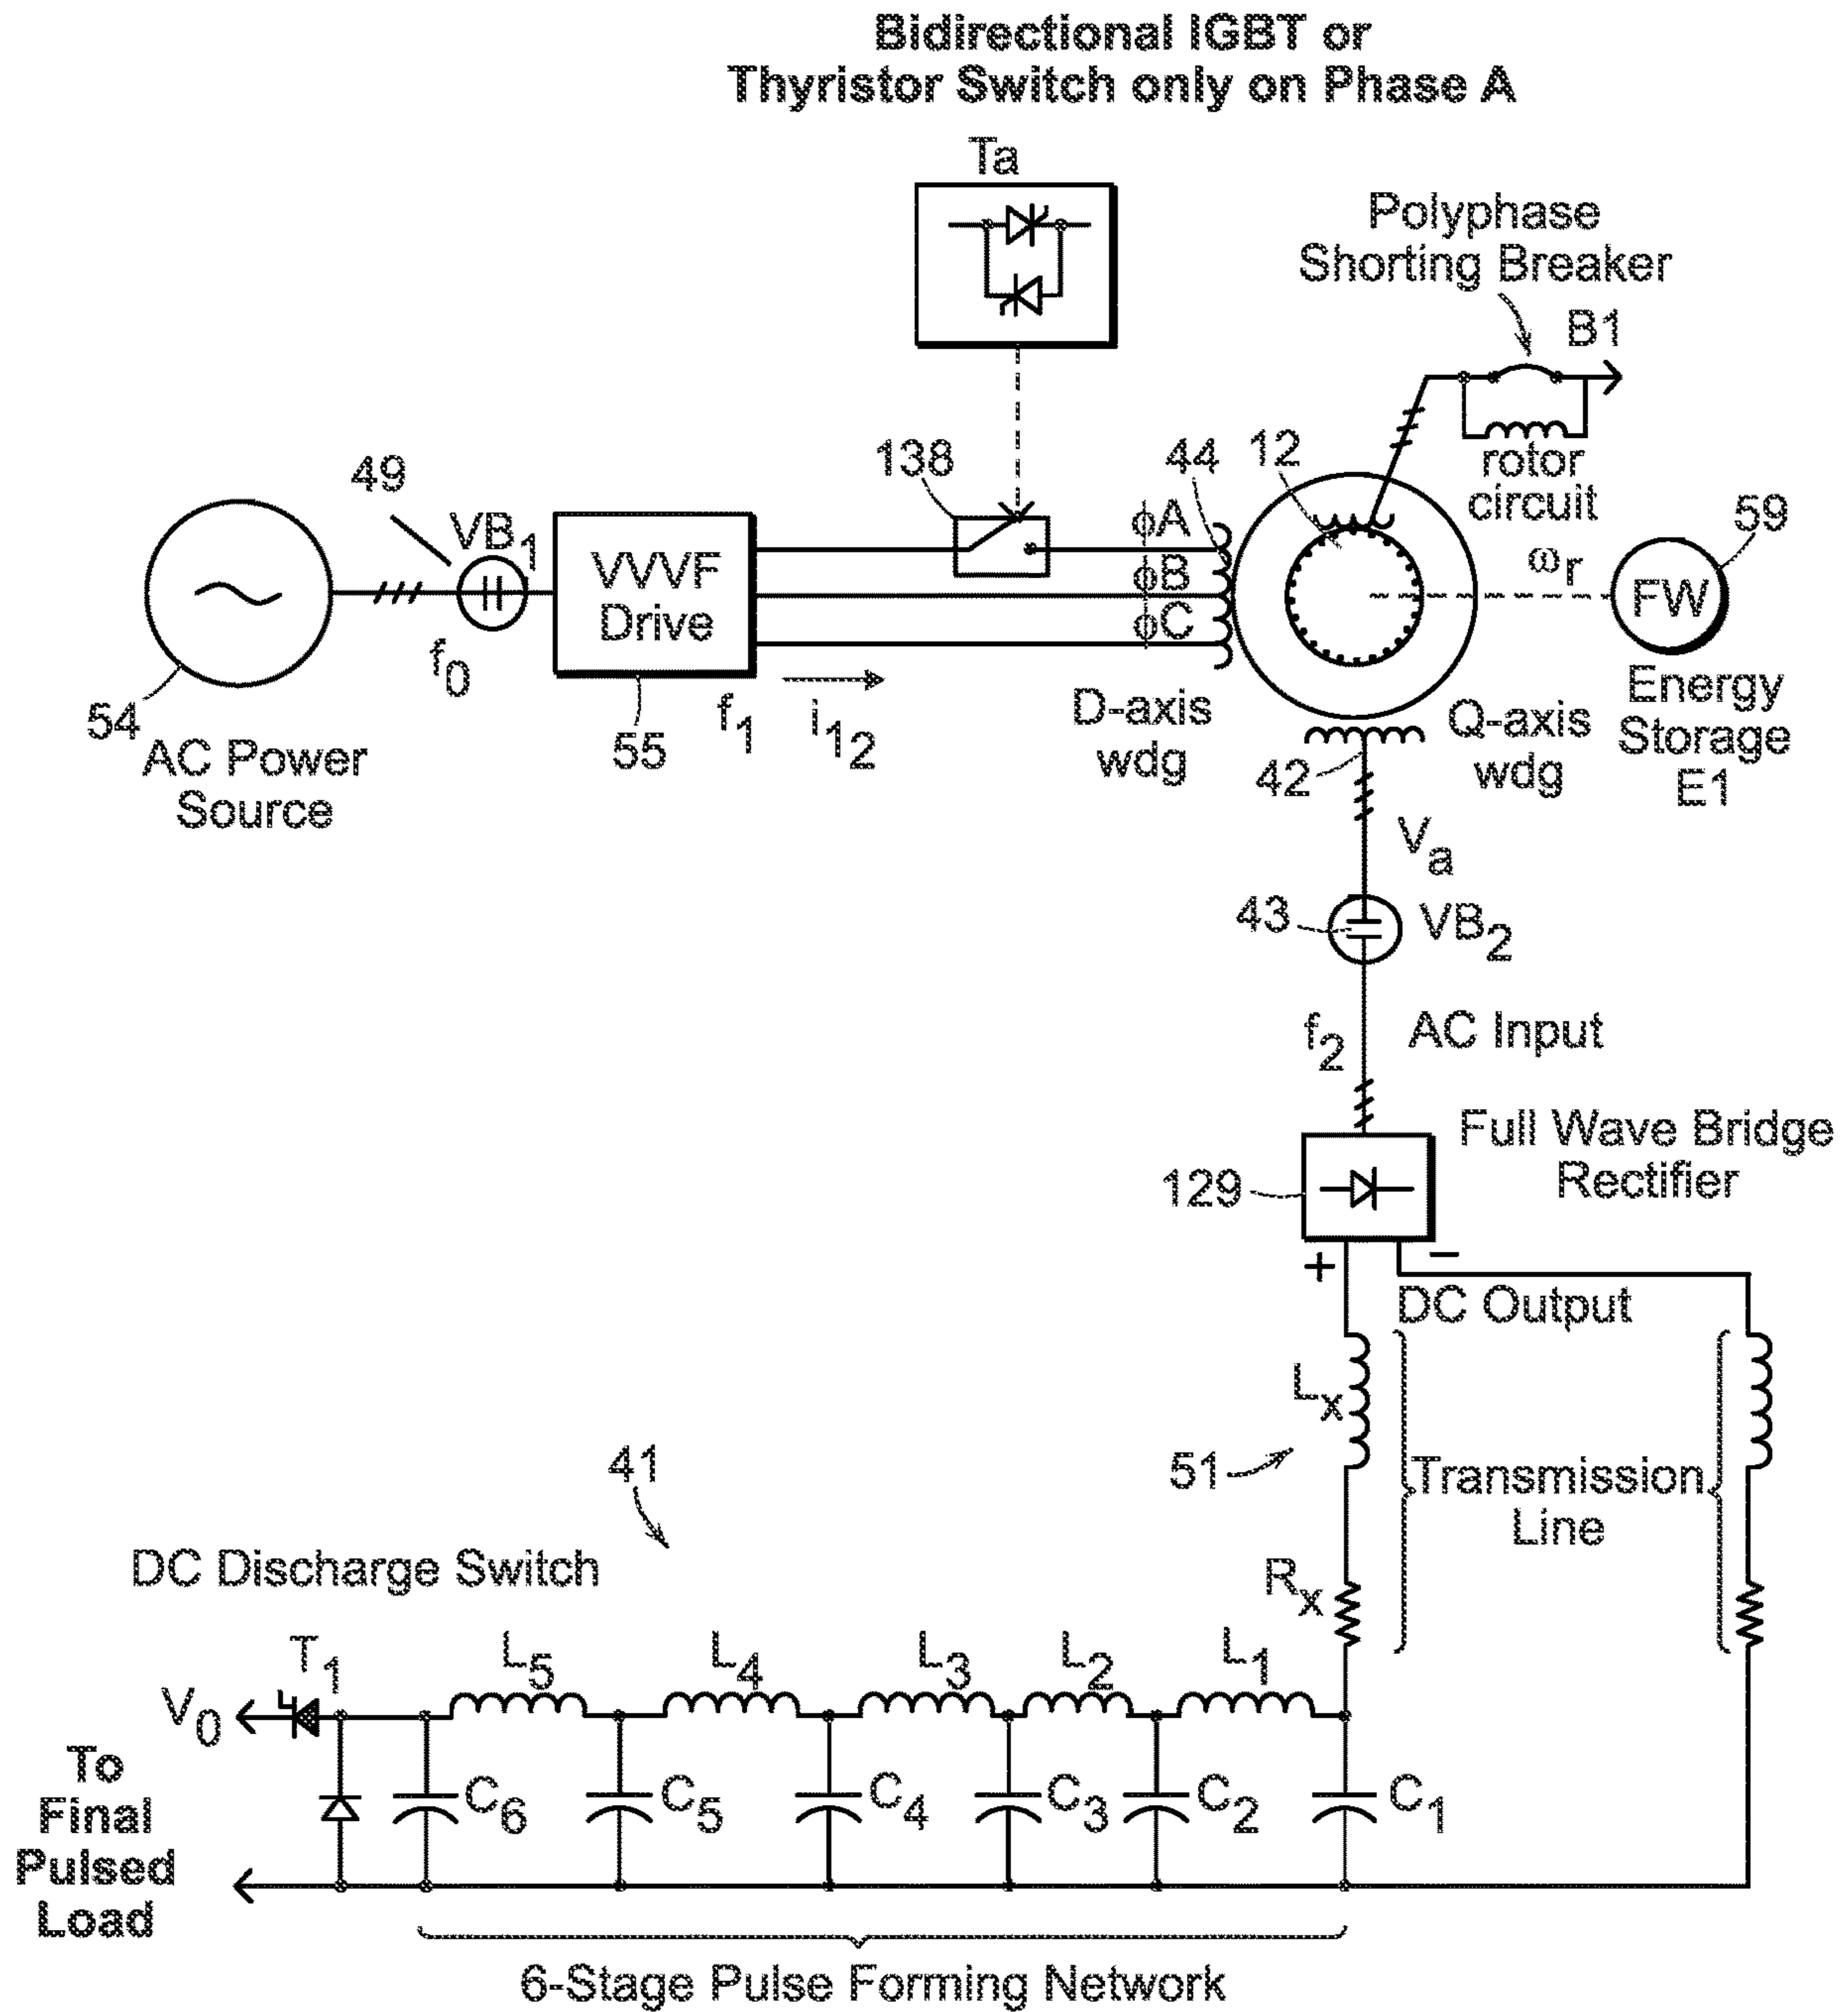 Bidirectional IGBT or
Thyristor Switch only on Phase A
Ta
Polyphase
Shorting Breaker
B1
rotor
circuit
138
44
12
59
49
VB1
f0
VVVF
Drive
ϕA
ϕB
ϕC
ωr
FW
54
AC Power
Source
55
f1
i12
D-axis
wdg
Q-axis
wdg
42
Energy
Storage
E1
Va
43
VB2
f2
AC Input
Full Wave Bridge
Rectifier
129
+
−
DC Output
Lx
51
Transmission
Line
Rx
41
DC Discharge Switch
T1
L5
L4
L3
L2
L1
V0
To
Final
Pulsed
Load
C6
C5
C4
C3
C2
C1
6-Stage Pulse Forming Network